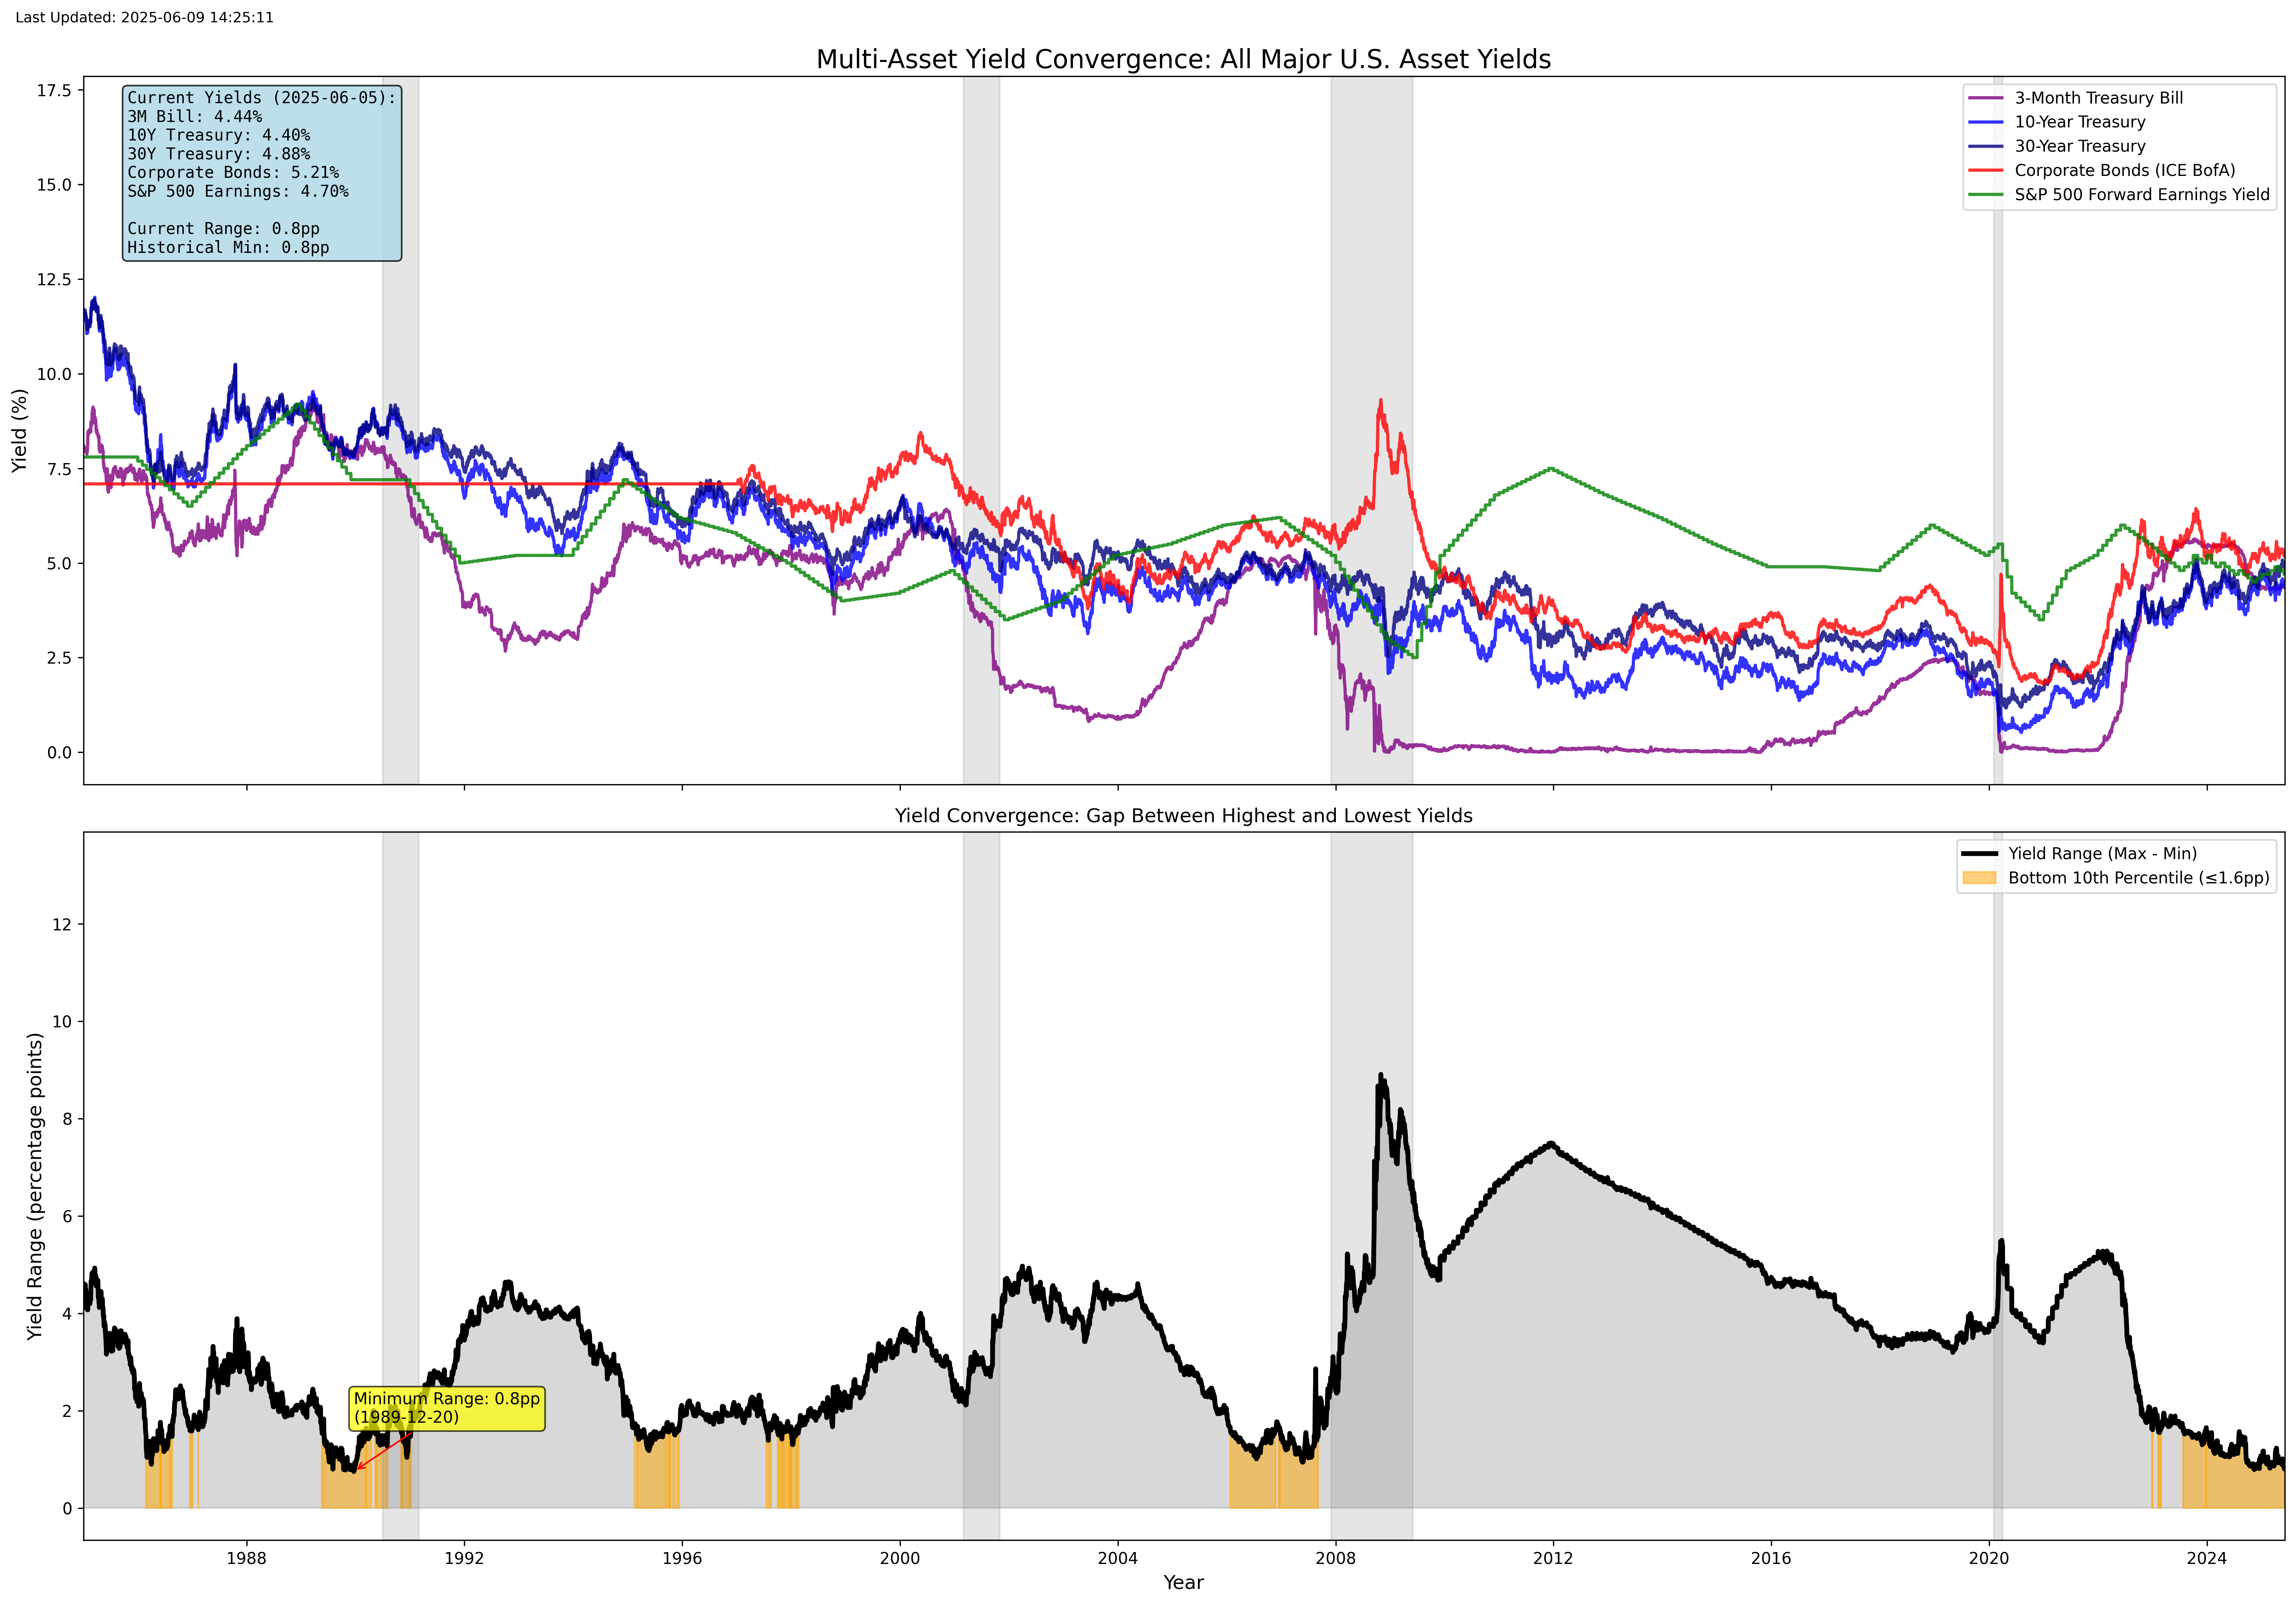 Last Updated: 2025-06-09 14:25:11
Multi-Asset Yield Convergence: All Major U.S. Asset Yields
Yield (%)
17.5
15.0
12.5
10.0
7.5
5.0
2.5
0.0
Current Yields (2025-06-05):
3M Bill: 4.44%
10Y Treasury: 4.40%
30Y Treasury: 4.88%
Corporate Bonds: 5.21%
S&P 500 Earnings: 4.70%
Current Range: 0.8pp
Historical Min: 0.8pp
3-Month Treasury Bill
10-Year Treasury
30-Year Treasury
Corporate Bonds (ICE BofA)
S&P 500 Forward Earnings Yield
Yield Convergence: Gap Between Highest and Lowest Yields
Yield Range (percentage points)
12
10
8
6
4
2
0
Yield Range (Max - Min)
Bottom 10th Percentile (≤1.6pp)
Minimum Range: 0.8pp
(1989-12-20)
1988 1992 1996 2000 2004 2008 2012 2016 2020 2024
Year